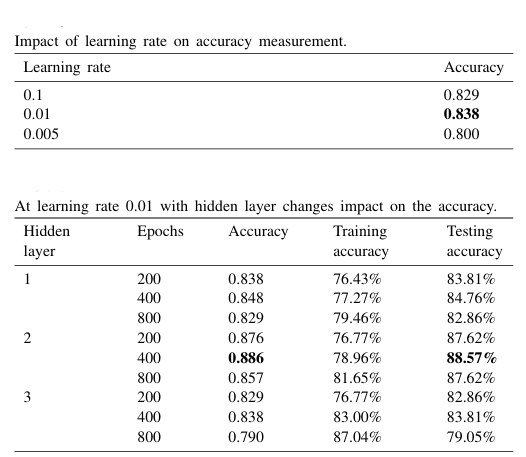 Impact of learning rate on accuracy measurement.
Learning rate Accuracy
0.1 0.829
0.01 0.838
0.005 0.800
At learning rate 0.01 with hidden layer changes impact on the accuracy.
Hidden Epochs Accuracy Training Testing
layer accuracy accuracy
1 200 0.838 76.43% 83.81%
400 0.848 77.27% 84.76%
800 0.829 79.46% 82.86%
2 200 0.876 76.77% 87.62%
400 0.886 78.96% 88.57%
800 0.857 81.65% 87.62%
3 200 0.829 76.77% 82.86%
400 0.838 83.00% 83.81%
800 0.790 87.04% 79.05%